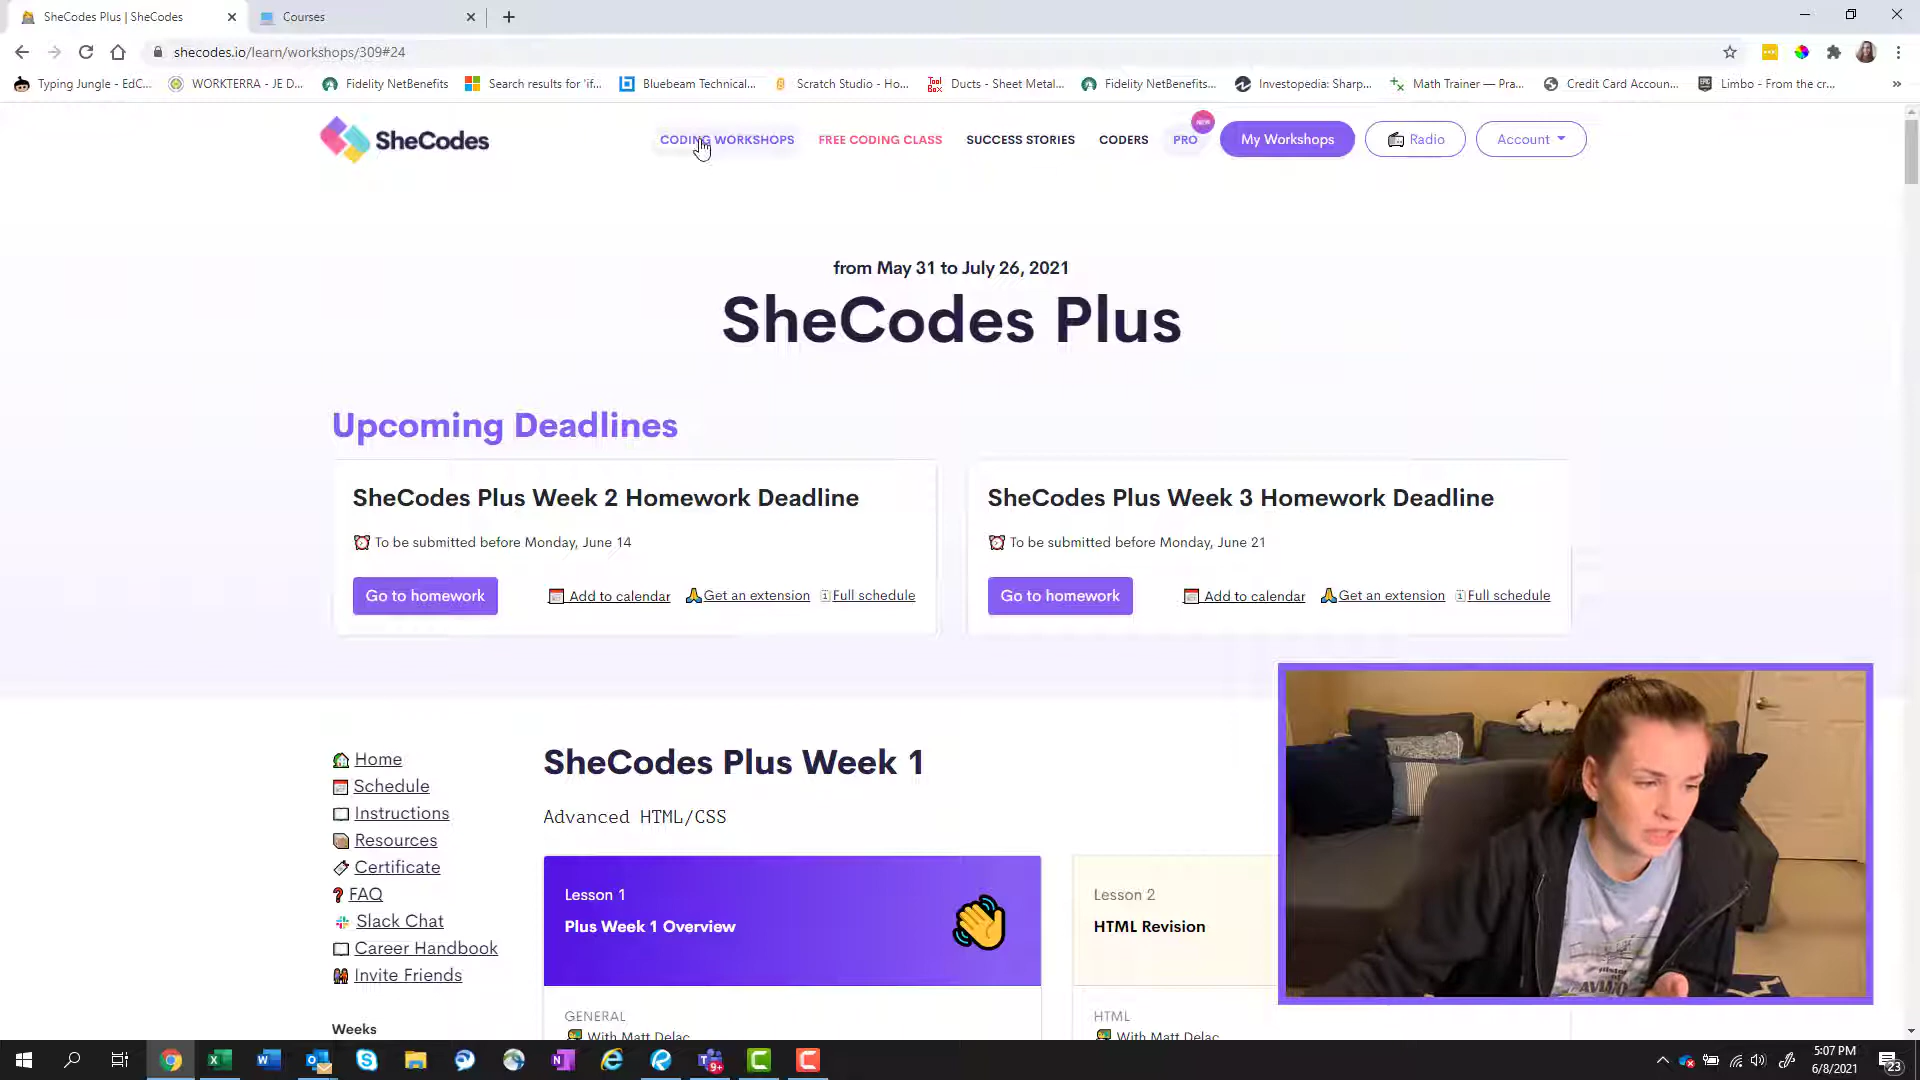 SheCodes Plus | SheCodes
Courses
shecodes.io/learn/workshops/309#24
Typing Jungle - EdC...
WORKTERRA - JE D...
Fidelity NetBenefits
Search results for 'if...
Bluebeam Technical...
Scratch Studio - Ho...
Ducts - Sheet Metal...
Fidelity NetBenefits...
Investopedia: Sharp...
Math Trainer — Pra...
Credit Card Accoun...
Limbo - From the cr...
SheCodes
CODING WORKSHOPS
FREE CODING CLASS
SUCCESS STORIES
CODERS
PRO
NEW
My Workshops
Radio
Account
from May 31 to July 26, 2021
SheCodes Plus
Upcoming Deadlines
SheCodes Plus Week 2 Homework Deadline
To be submitted before Monday, June 14
Go to homework
Add to calendar
Get an extension
Full schedule
SheCodes Plus Week 3 Homework Deadline
To be submitted before Monday, June 21
Go to homework
Add to calendar
Get an extension
Full schedule
Home
Schedule
Instructions
Resources
Certificate
FAQ
Slack Chat
Career Handbook
Invite Friends
Weeks
SheCodes Plus Week 1
Advanced HTML/CSS
Lesson 1
Plus Week 1 Overview
GENERAL
With Matt Delac
Lesson 2
HTML Revision
HTML
With Matt Delac
5:07 PM
6/8/2021
23